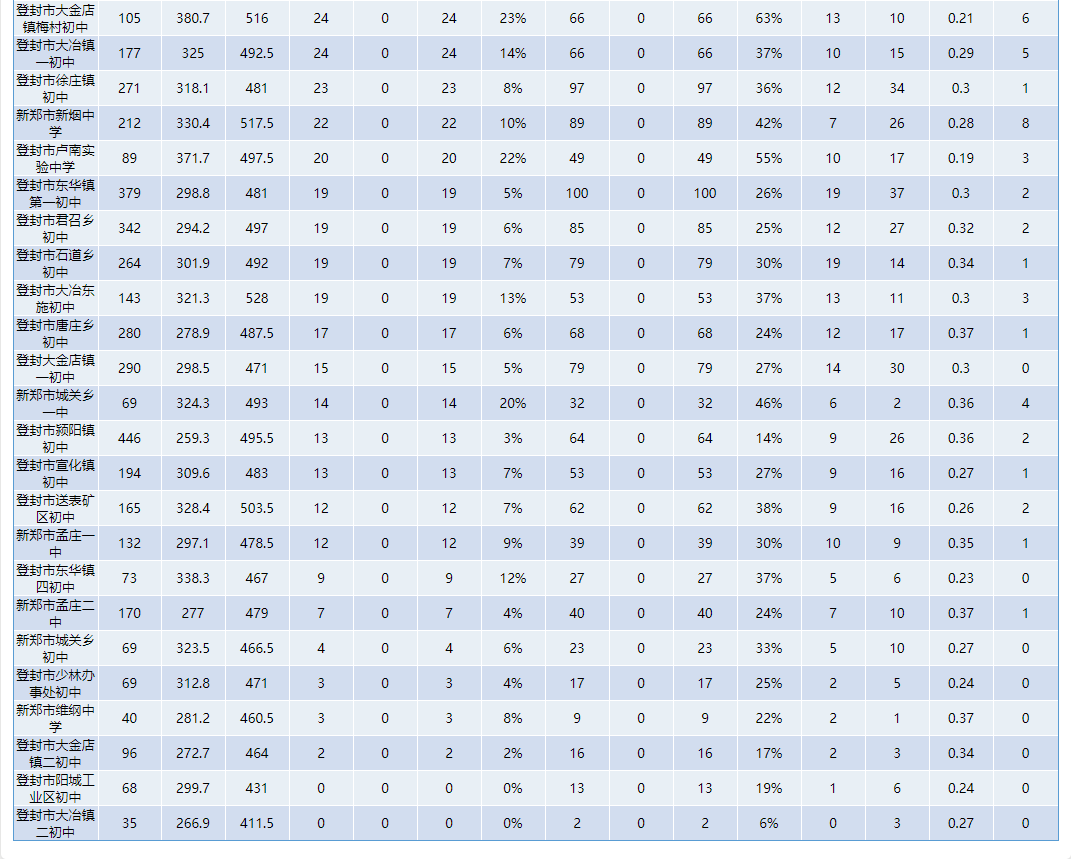 登封市大金店
镇梅村初中 105 380.7 516 24 0 24 23% 66 0 66 63% 13 10 0.21 6
登封市大冶镇
一初中 177 325 492.5 24 0 24 14% 66 0 66 37% 10 15 0.29 5
登封市徐庄镇
初中 271 318.1 481 23 0 23 8% 97 0 97 36% 12 34 0.3 1
新郑市新烟中
学 212 330.4 517.5 22 0 22 10% 89 0 89 42% 7 26 0.28 8
登封市卢南实
验中学 89 371.7 497.5 20 0 20 22% 49 0 49 55% 10 17 0.19 3
登封市东华镇
第一初中 379 298.8 481 19 0 19 5% 100 0 100 26% 19 37 0.3 2
登封市君召乡
初中 342 294.2 497 19 0 19 6% 85 0 85 25% 12 27 0.32 2
登封市石道乡
初中 264 301.9 492 19 0 19 7% 79 0 79 30% 19 14 0.34 1
登封市大冶东
施初中 143 321.3 528 19 0 19 13% 53 0 53 37% 13 11 0.3 3
登封市唐庄乡
初中 280 278.9 487.5 17 0 17 6% 68 0 68 24% 12 17 0.37 1
登封大金店镇
一初中 290 298.5 471 15 0 15 5% 79 0 79 27% 14 30 0.3 0
新郑市城关乡
一中 69 324.3 493 14 0 14 20% 32 0 32 46% 6 2 0.36 4
登封市颍阳镇
初中 446 259.3 495.5 13 0 13 3% 64 0 64 14% 9 26 0.36 2
登封市宣化镇
初中 194 309.6 483 13 0 13 7% 53 0 53 27% 9 16 0.27 1
登封市送表矿
区初中 165 328.4 503.5 12 0 12 7% 62 0 62 38% 9 16 0.26 2
新郑市孟庄一
中 132 297.1 478.5 12 0 12 9% 39 0 39 30% 10 9 0.35 1
登封市东华镇
四初中 73 338.3 467 9 0 9 12% 27 0 27 37% 5 6 0.23 0
新郑市孟庄二
中 170 277 479 7 0 7 4% 40 0 40 24% 7 10 0.37 1
新郑市城关乡
初中 69 323.5 466.5 4 0 4 6% 23 0 23 33% 5 10 0.27 0
登封市少林办
事处初中 69 312.8 471 3 0 3 4% 17 0 17 25% 2 5 0.24 0
新郑市维纲中
学 40 281.2 460.5 3 0 3 8% 9 0 9 22% 2 1 0.37 0
登封市大金店
镇二初中 96 272.7 464 2 0 2 2% 16 0 16 17% 2 3 0.34 0
登封市阳城工
业区初中 68 299.7 431 0 0 0 0% 13 0 13 19% 1 6 0.24 0
登封市大冶镇
二初中 35 266.9 411.5 0 0 0 0% 2 0 2 6% 0 3 0.27 0